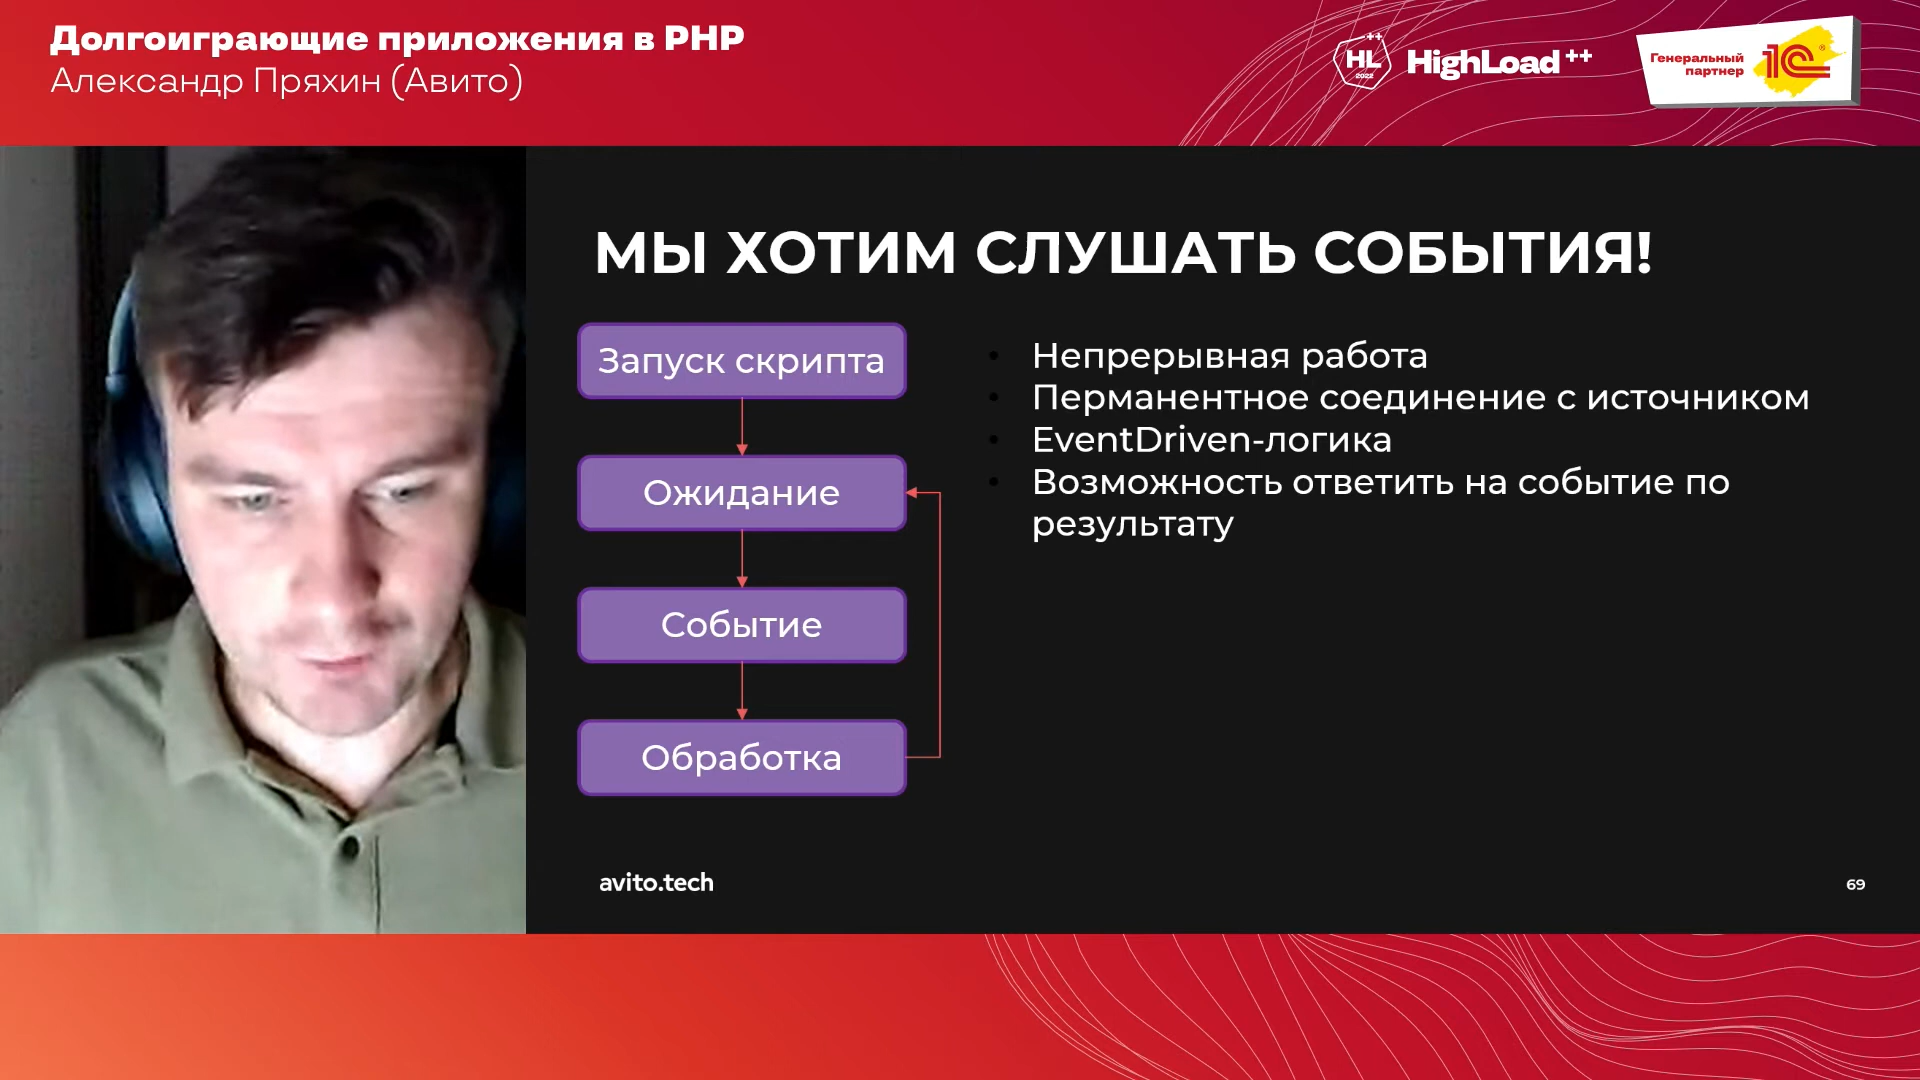 Долгоиграющие приложения в PHP
Александр Пряхин (Авито)
HL++
2022
HighLoad++
Генеральный
партнер
1С®
МЫ ХОТИМ СЛУШАТЬ СОБЫТИЯ!
Запуск скрипта
Ожидание
Событие
Обработка
• Непрерывная работа
• Перманентное соединение с источником
• EventDriven-логика
• Возможность ответить на событие по
результату
avito.tech
69